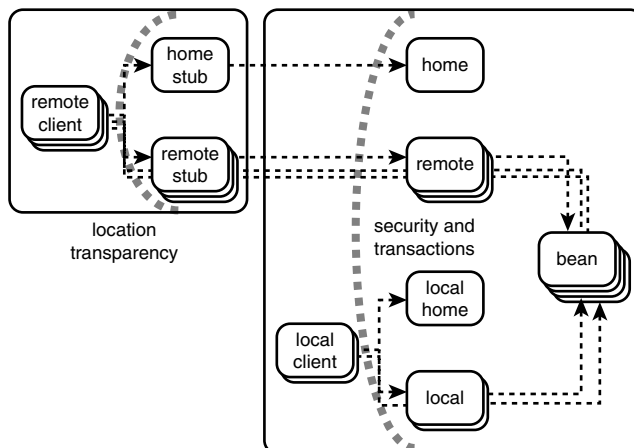 home
stub
home
remote
client
remote
stub
remote
location
transparency
security and
transactions
bean
local
home
local
client
local